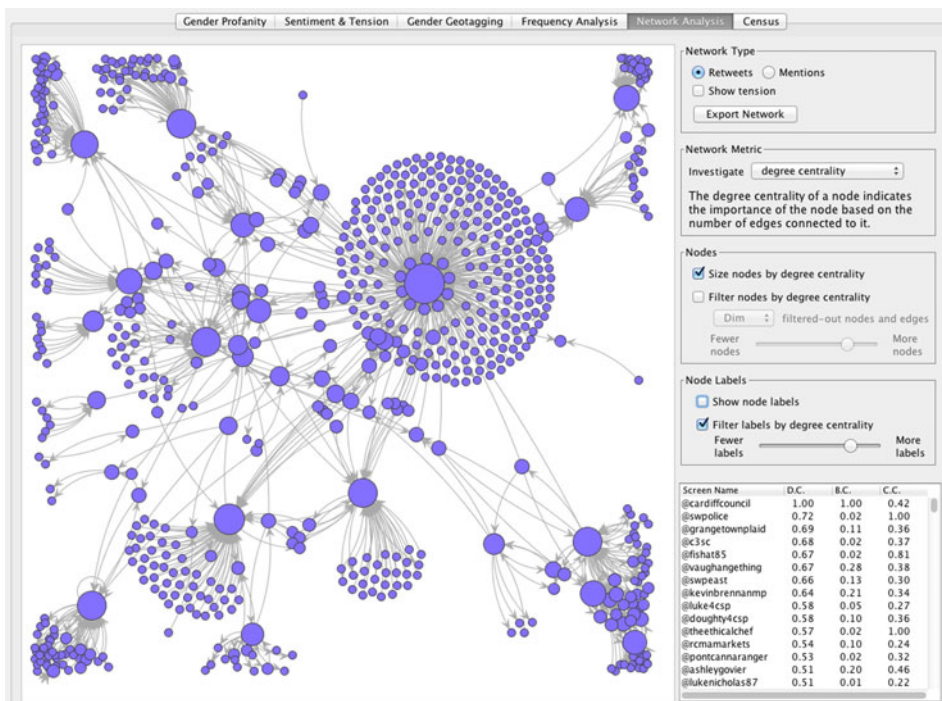 Gender Profanity Sentiment & Tension Gender Geotagging Frequency Analysis Network Analysis Census
Network Type
Retweets Mentions
Show tension
Export Network
Network Metric
Investigate degree centrality
The degree centrality of a node indicates
the importance of the node based on the
number of edges connected to it.
Nodes
Size nodes by degree centrality
Filter nodes by degree centrality
Dim filtered-out nodes and edges
Fewer nodes More nodes
Node Labels
Show node labels
Filter labels by degree centrality
Fewer labels More labels
Screen Name D.C. B.C. C.C.
@cardiffcouncil 1.00 1.00 0.42
@swpolice 0.72 0.02 1.00
@grangetownplaid 0.69 0.11 0.36
@c3sc 0.68 0.02 0.37
@fishat85 0.67 0.02 0.81
@vaughangething 0.67 0.28 0.38
@swpeast 0.66 0.13 0.30
@kevinbrennanmp 0.64 0.21 0.34
@luke4csp 0.58 0.05 0.27
@doughty4csp 0.58 0.10 0.36
@theethicalchef 0.57 0.02 1.00
@rcmamarkets 0.54 0.10 0.24
@pontcannaranger 0.53 0.02 0.32
@ashleygovier 0.51 0.20 0.46
@lukenicholas87 0.51 0.01 0.22